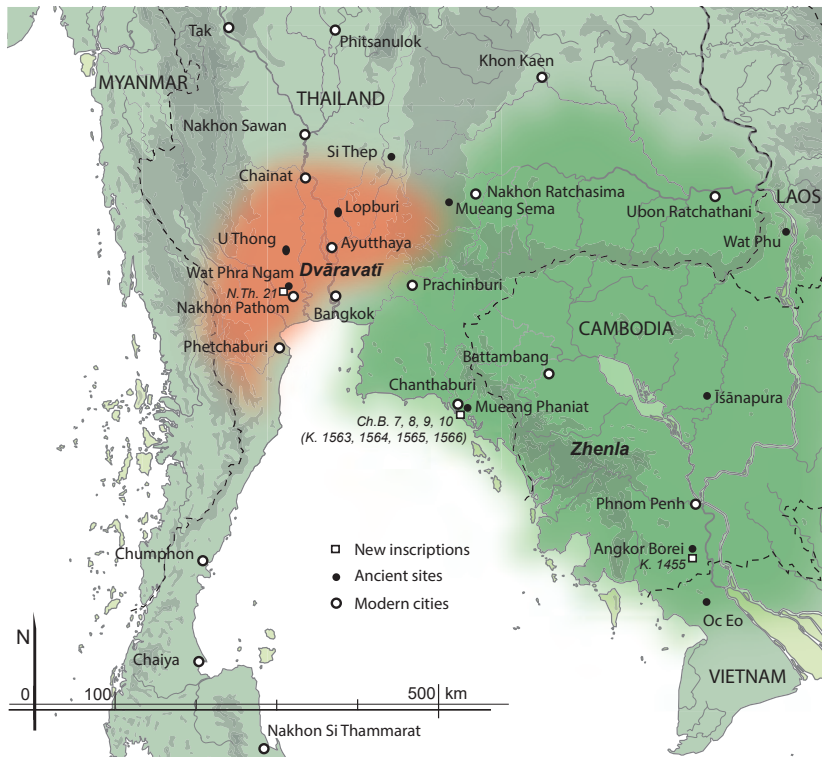 Tak
Phitsanulok
Khon Kaen
MYANMAR
THAILAND
Nakhon Sawan
Si Thep
Chainat
Nakhon Ratchasima
LAOS
Mueang Sema
Lopburi
Ubon Ratchathani
U Thong
Ayutthaya
Wat Phu
Wat Phra Ngam
Dvāravatī
N.Th. 21
Prachinburi
Nakhon Pathom
Bangkok
CAMBODIA
Phetchaburi
Battambang
Chanthaburi
Īśānapura
Mueang Phaniat
Ch.B. 7, 8, 9, 10
(K. 1563, 1564, 1565, 1566)
Zhenla
Phnom Penh
Chumphon
New inscriptions
Angkor Borei
K. 1455
Ancient sites
Modern cities
Oc Eo
N
Chaiya
VIETNAM
0 100 500 km
Nakhon Si Thammarat